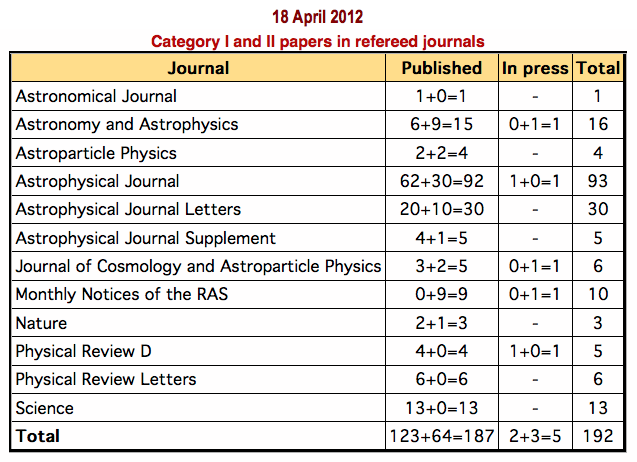 18 April 2012
Category I and II papers in refereed journals
Journal Published In press Total
Astronomical Journal 1+0=1 - 1
Astronomy and Astrophysics 6+9=15 0+1=1 16
Astroparticle Physics 2+2=4 - 4
Astrophysical Journal 62+30=92 1+0=1 93
Astrophysical Journal Letters 20+10=30 - 30
Astrophysical Journal Supplement 4+1=5 - 5
Journal of Cosmology and Astroparticle Physics 3+2=5 0+1=1 6
Monthly Notices of the RAS 0+9=9 0+1=1 10
Nature 2+1=3 - 3
Physical Review D 4+0=4 1+0=1 5
Physical Review Letters 6+0=6 - 6
Science 13+0=13 - 13
Total 123+64=187 2+3=5 192